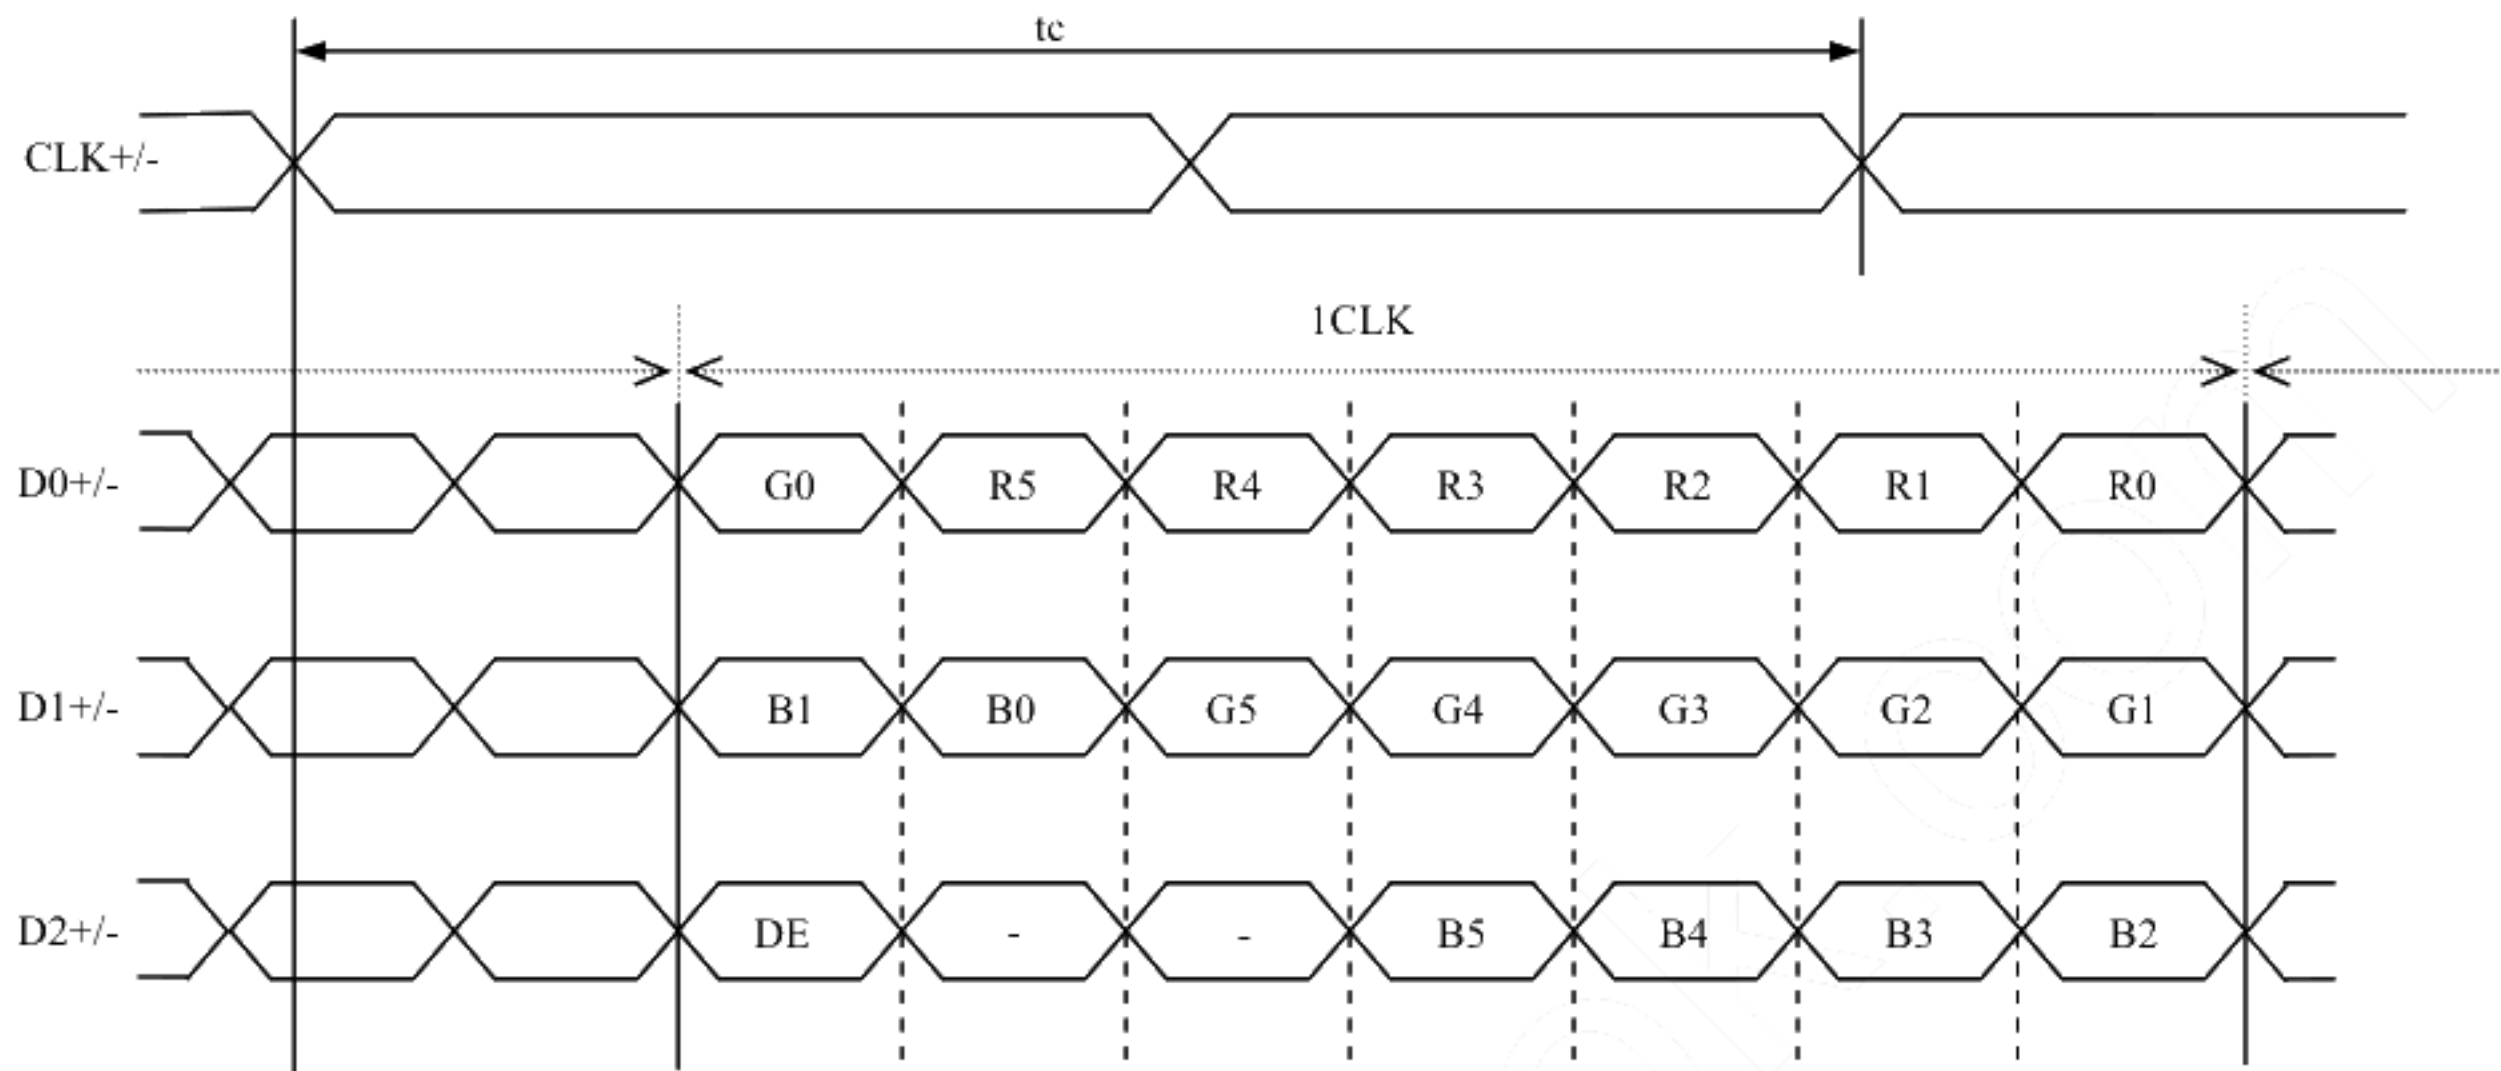 tc
CLK+/-
1CLK
D0+/- G0 R5 R4 R3 R2 R1 R0
D1+/- B1 B0 G5 G4 G3 G2 G1
D2+/- DE - - B5 B4 B3 B2